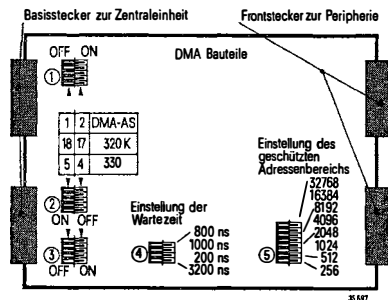 Basisstecker zur Zentraleinheit
Frontstecker zur Peripherie
OFF ON
DMA Bauteile
1
1 2 DMA-AS
18 17 320 K
5 4 330
2
ON OFF
3
OFF ON
Einstellung der
Wartezeit
4
800 ns
1000 ns
200 ns
3200 ns
Einstellung des
geschützten
Adressenbereichs
5
32768
16384
8192
4096
2048
1024
512
256
35 587